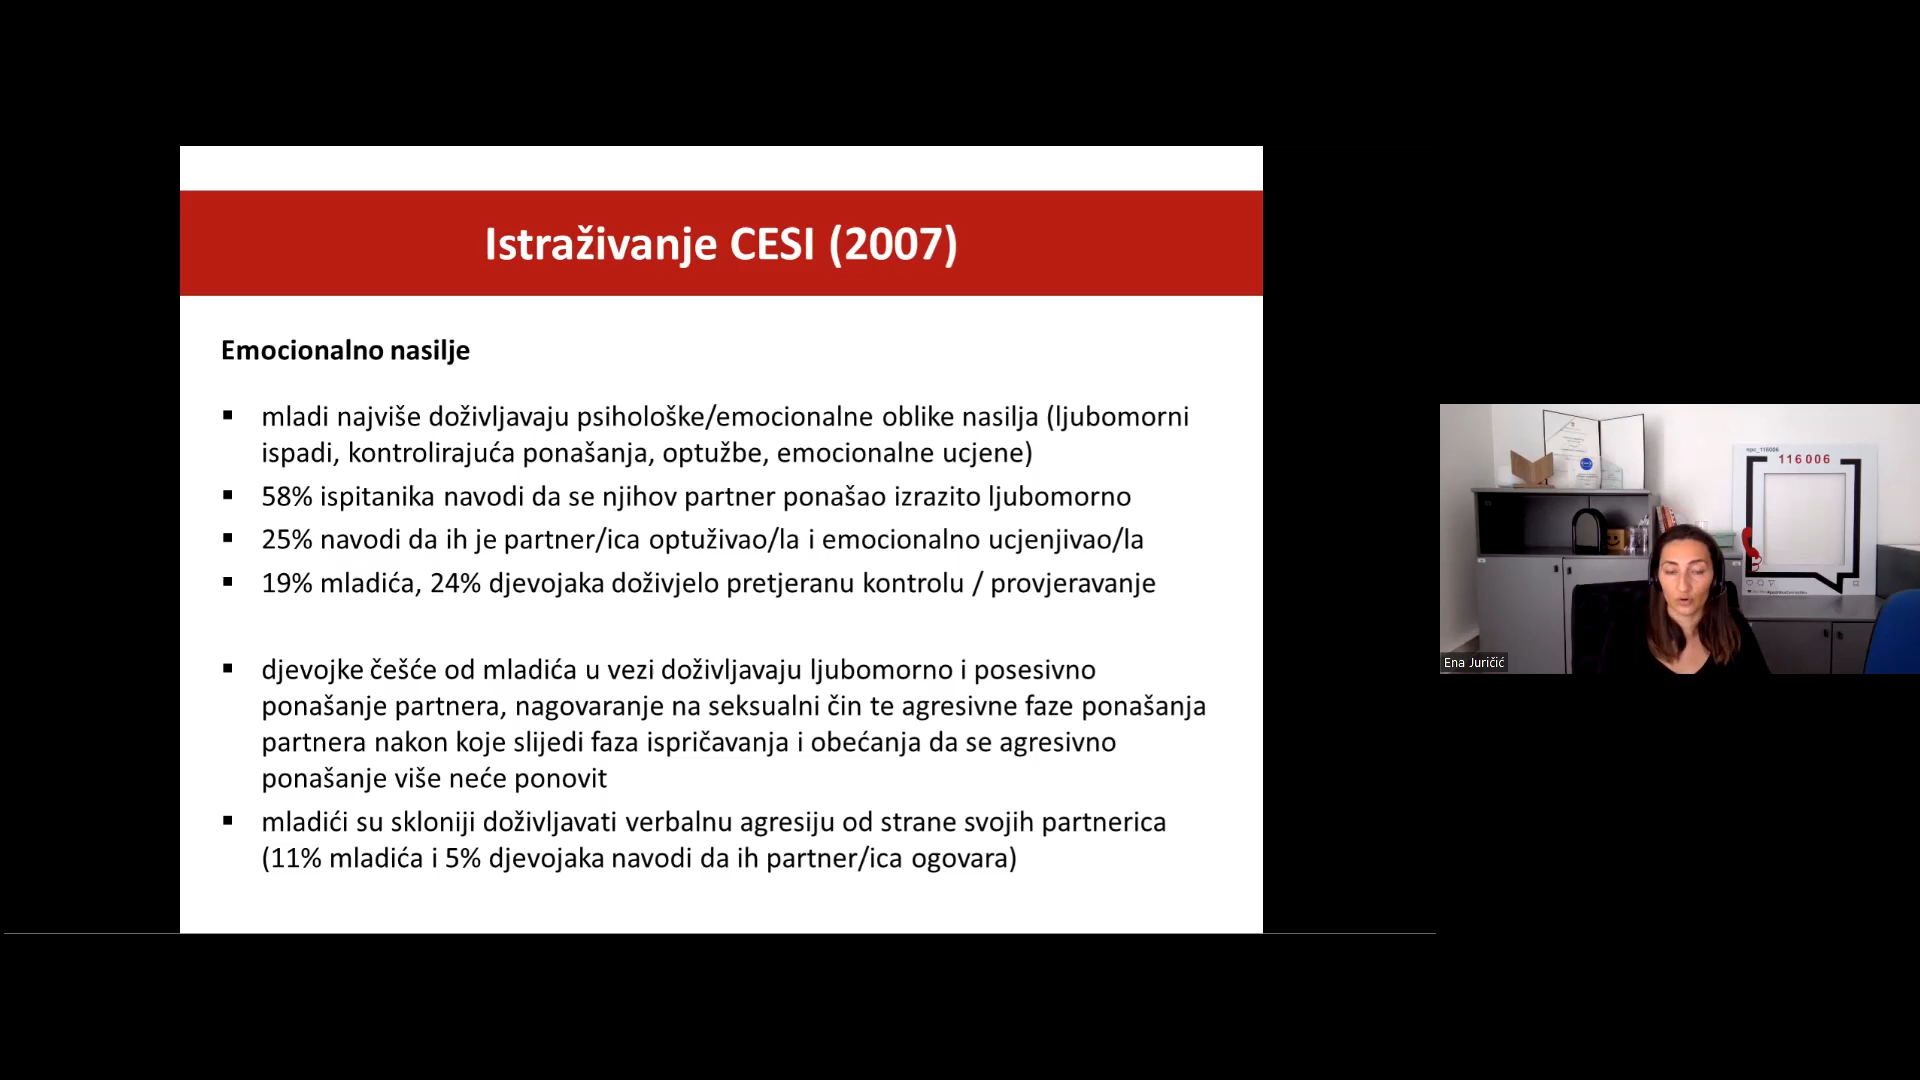 Istraživanje CESI (2007)
Emocionalno nasilje
▪ mladi najviše doživljavaju psihološke/emocionalne oblike nasilja (ljubomorni
ispadi, kontrolirajuća ponašanja, optužbe, emocionalne ucjene)
▪ 58% ispitanika navodi da se njihov partner ponašao izrazito ljubomorno
▪ 25% navodi da ih je partner/ica optuživao/la i emocionalno ucjenjivao/la
▪ 19% mladića, 24% djevojaka doživjelo pretjeranu kontrolu / provjeravanje
▪ djevojke češće od mladića u vezi doživljavaju ljubomorno i posesivno
ponašanje partnera, nagovaranje na seksualni čin te agresivne faze ponašanja
partnera nakon koje slijedi faza ispričavanja i obećanja da se agresivno
ponašanje više neće ponovit
▪ mladići su skloniji doživljavati verbalnu agresiju od strane svojih partnerica
(11% mladića i 5% djevojaka navodi da ih partner/ica ogovara)
116 006
Ena Juričić